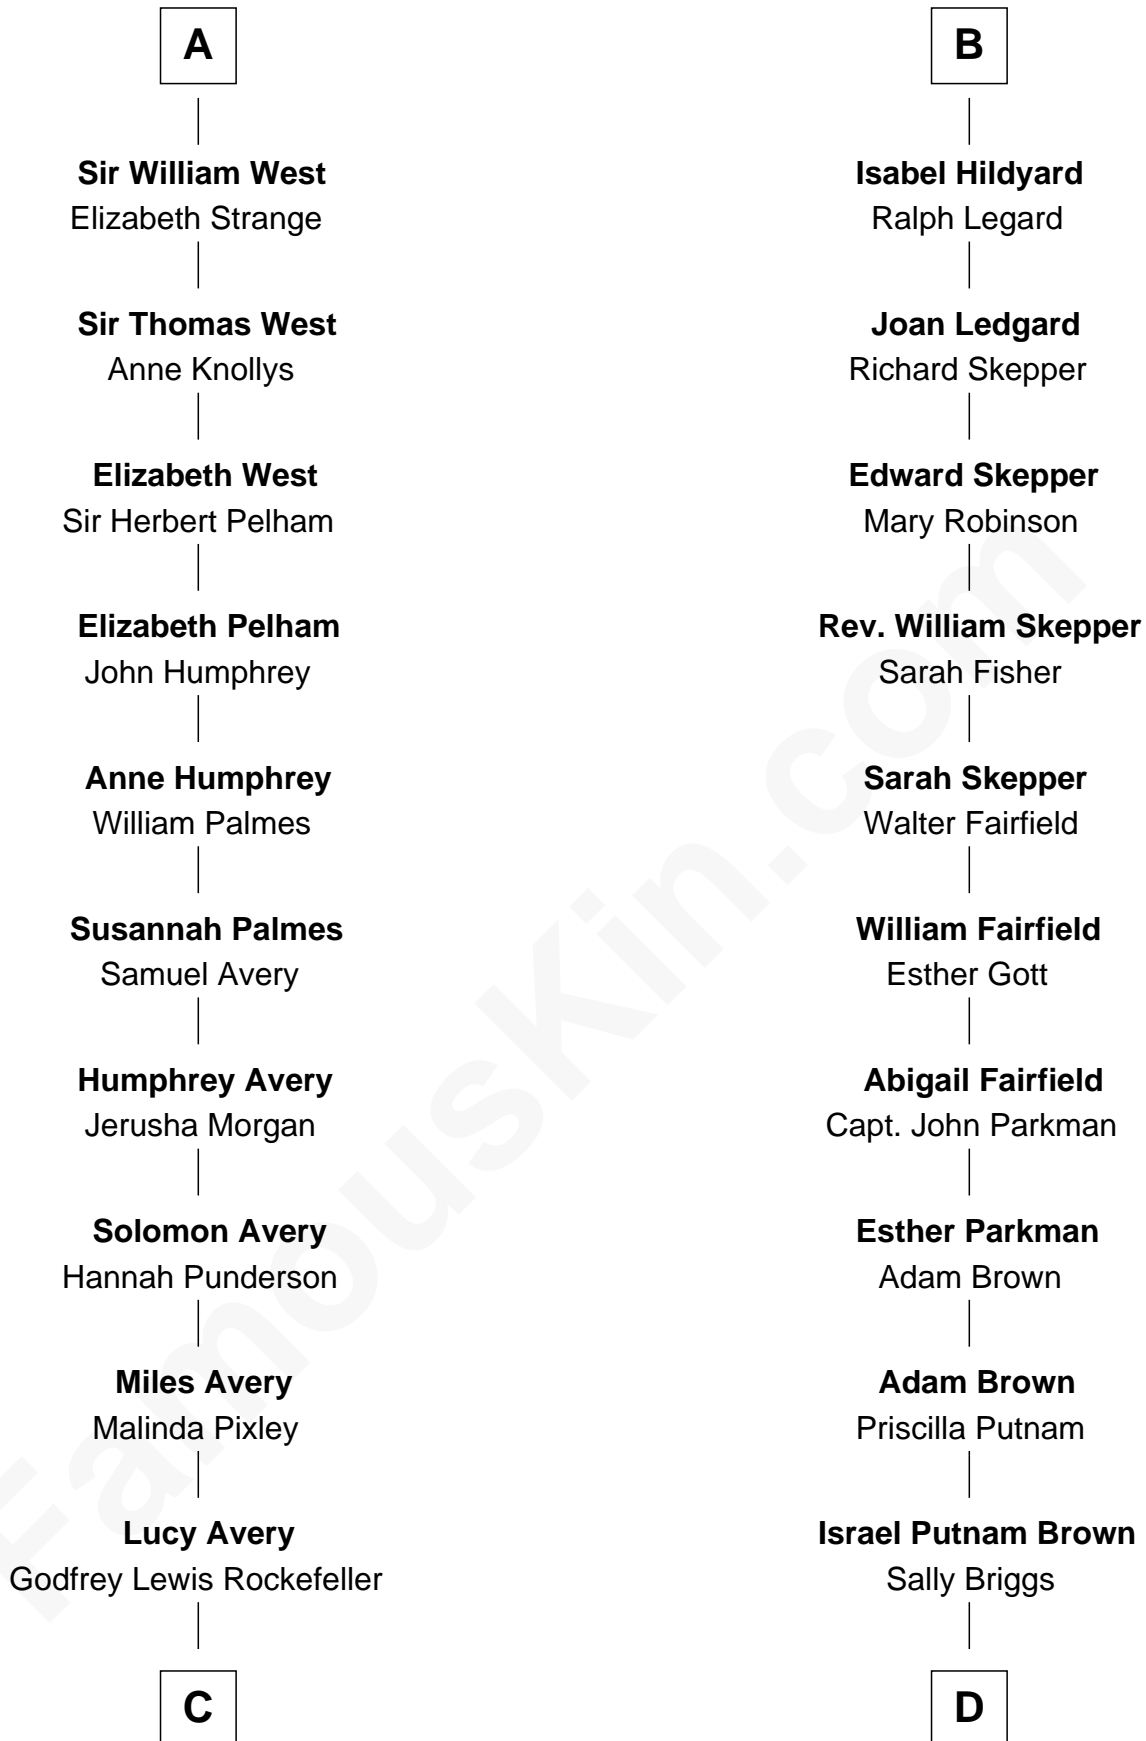 A
Sir William West
Elizabeth Strange
Sir Thomas West
Anne Knollys
Elizabeth West
Sir Herbert Pelham
Elizabeth Pelham
John Humphrey
Anne Humphrey
William Palmes
Susannah Palmes
Samuel Avery
Humphrey Avery
Jerusha Morgan
Solomon Avery
Hannah Punderson
Miles Avery
Malinda Pixley
Lucy Avery
Godfrey Lewis Rockefeller
C
B
Isabel Hildyard
Ralph Legard
Joan Ledgard
Richard Skepper
Edward Skepper
Mary Robinson
Rev. William Skepper
Sarah Fisher
Sarah Skepper
Walter Fairfield
William Fairfield
Esther Gott
Abigail Fairfield
Capt. John Parkman
Esther Parkman
Adam Brown
Adam Brown
Priscilla Putnam
Israel Putnam Brown
Sally Briggs
D
FamousKin.com